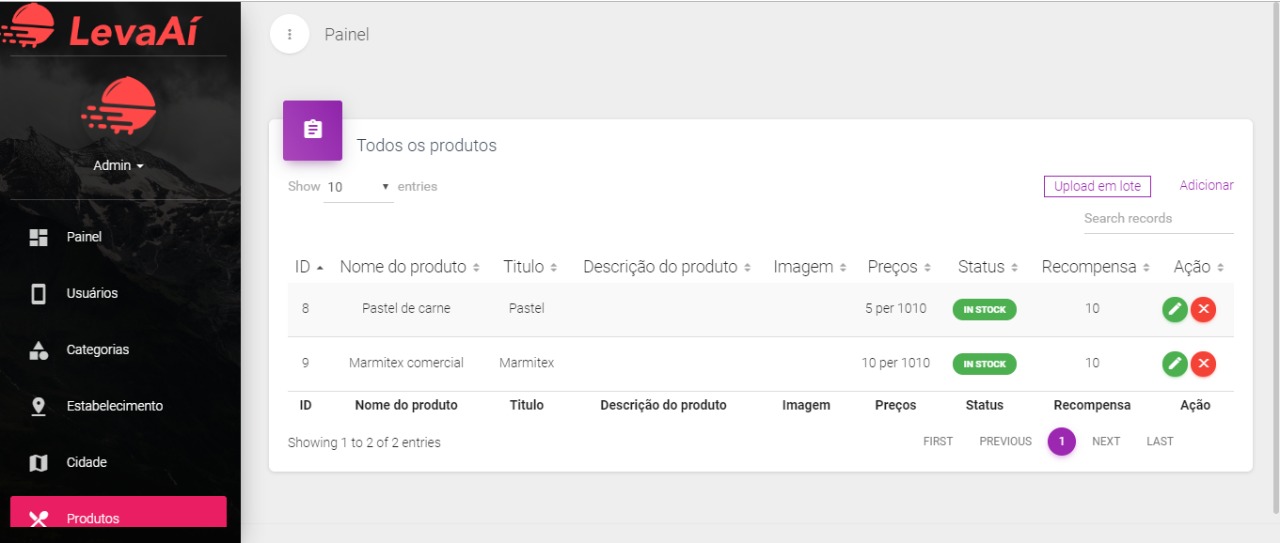 LevaAí
Painel
Admin
Todos os produtos
Show 10 entries
Upload em lote Adicionar
Search records
Painel
Usuários
Categorias
Estabelecimento
Cidade
Produtos
ID Nome do produto Titulo Descrição do produto Imagem Preços Status Recompensa Ação
8 Pastel de carne Pastel 5 per 1010 IN STOCK 10
9 Marmitex comercial Marmitex 10 per 1010 IN STOCK 10
ID Nome do produto Titulo Descrição do produto Imagem Preços Status Recompensa Ação
Showing 1 to 2 of 2 entries
FIRST PREVIOUS 1 NEXT LAST